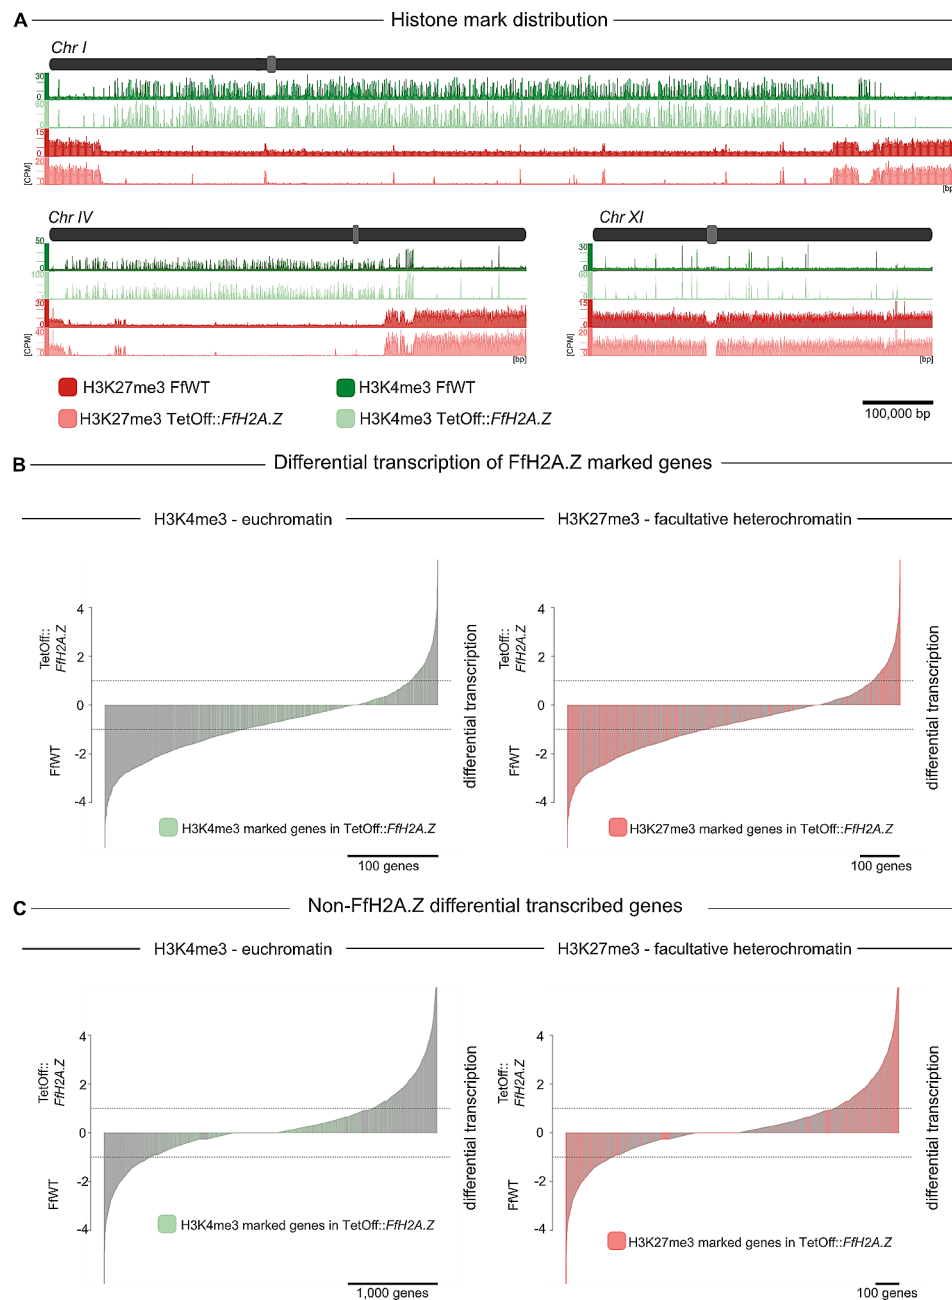 A
Histone mark distribution
Chr I
30
0
60
0
15
0
20
0
[CPM]
[bp
Chr IV
50
0
100
0
30
0
40
0
[CPM]
[bp]
Chr XI
30
0
60
0
15
0
20
0
[CPM]
[bp]
H3K27me3 FfWT
H3K4me3 FfWT
H3K27me3 TetOff::FfH2A.Z
H3K4me3 TetOff::FfH2A.Z
100,000 bp
B
Differential transcription of FfH2A.Z marked genes
H3K4me3 - euchromatin
H3K27me3 - facultative heterochromatin
TetOff::
FfH2A.Z
FfWT
4
2
0
-2
-4
differential transcription
H3K4me3 marked genes in TetOff::FfH2A.Z
100 genes
TetOff::
FfH2A.Z
FfWT
4
2
0
-2
-4
differential transcription
H3K27me3 marked genes in TetOff::FfH2A.Z
100 genes
C
Non-FfH2A.Z differential transcribed genes
H3K4me3 - euchromatin
H3K27me3 - facultative heterochromatin
TetOff::
FfH2A.Z
FfWT
4
2
0
-2
-4
differential transcription
H3K4me3 marked genes in TetOff::FfH2A.Z
1,000 genes
TetOff::
FfH2A.Z
FfWT
4
2
0
-2
-4
differential transcription
H3K27me3 marked genes in TetOff::FfH2A.Z
100 genes